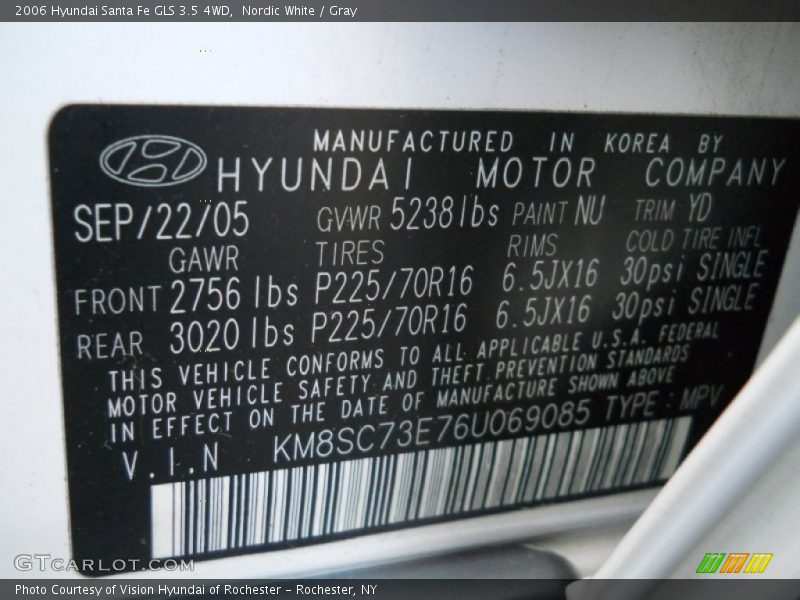 2006 Hyundai Santa Fe GLS 3.5 4WD, Nordic White / Gray
MANUFACTURED IN KOREA BY
HYUNDAI MOTOR COMPANY
SEP/22/05 GVWR 5238lbs PAINT NU TRIM YD
GAWR TIRES RIMS COLD TIRE INFL
FRONT 2756 lbs P225/70R16 6.5JX16 30psi SINGLE
REAR 3020 lbs P225/70R16 6.5JX16 30psi SINGLE
THIS VEHICLE CONFORMS TO ALL APPLICABLE U.S.A. FEDERAL
MOTOR VEHICLE SAFETY AND THEFT PREVENTION STANDARDS
IN EFFECT ON THE DATE OF MANUFACTURE SHOWN ABOVE
V.I.N KM8SC73E76U069085 TYPE : MPV
GTCARLOT.COM
Photo Courtesy of Vision Hyundai of Rochester - Rochester, NY